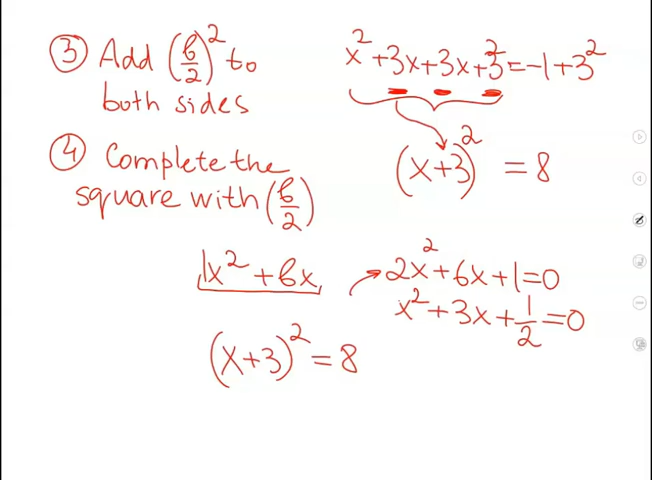 ③ Add (b/2)² to
both sides
x² + 3x + 3x + 3² = -1 + 3²
(x+3)² = 8
④ Complete the
square with (b/2)
1x² + bx
2x² + 6x + 1 = 0
x² + 3x + 1/2 = 0
(x+3)² = 8